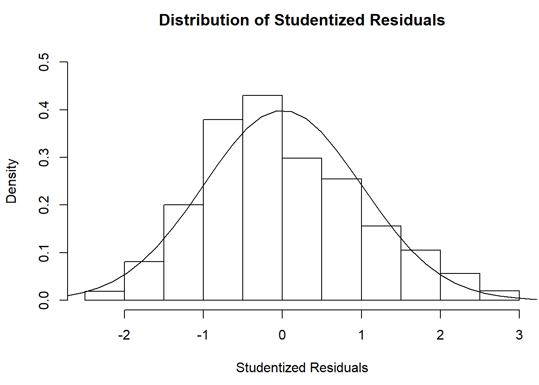 Distribution of Studentized Residuals
Density
0.5
0.4
0.3
0.2
0.1
0.0
-2 -1 0 1 2 3
Studentized Residuals